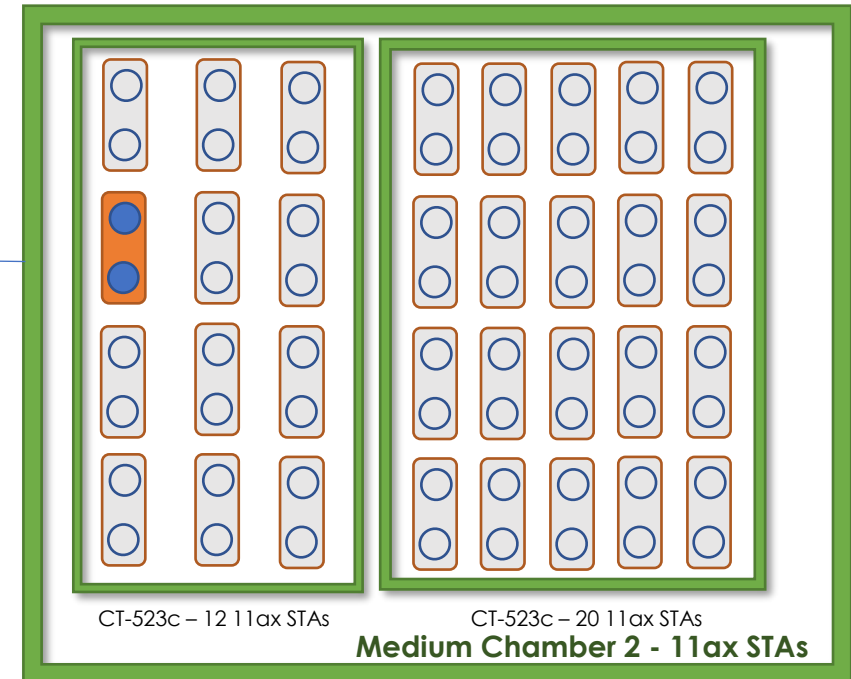 CT-523c – 12 11ax STAs
CT-523c – 20 11ax STAs
Medium Chamber 2 - 11ax STAs